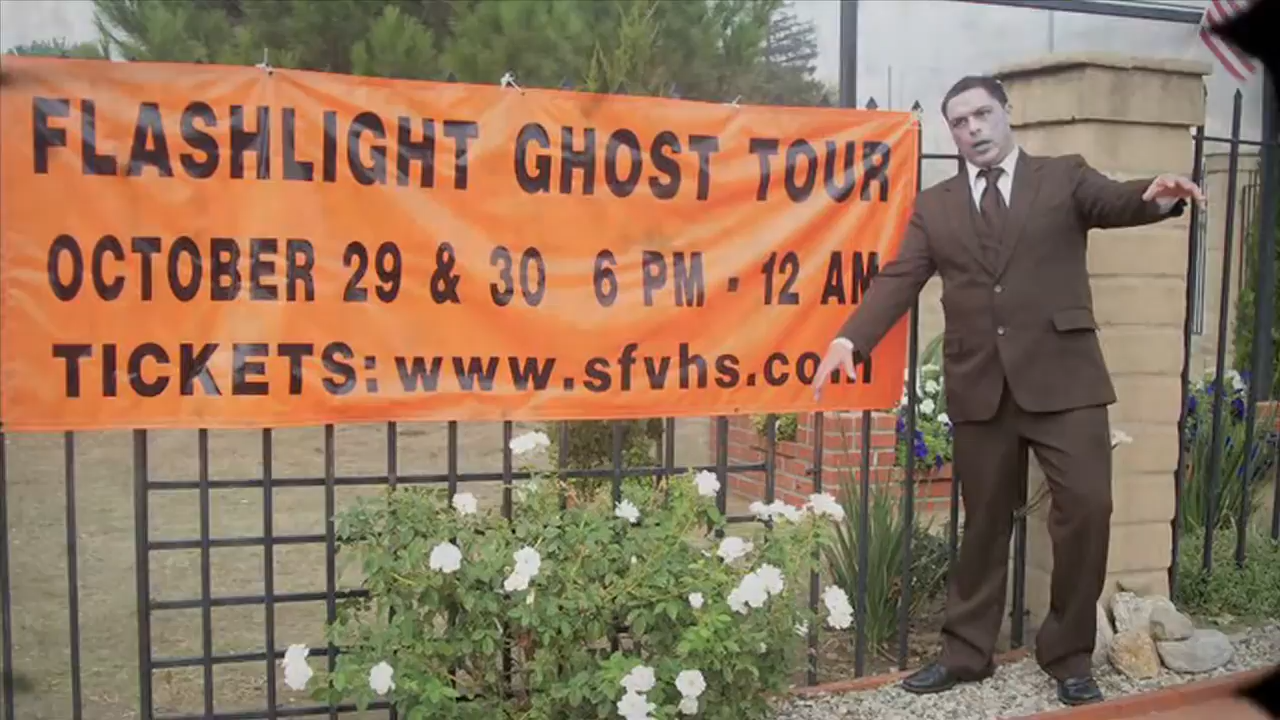 FLASHLIGHT GHOST TOUR
OCTOBER 29 & 30 6 PM - 12 AM
TICKETS: www.sfvhs.com